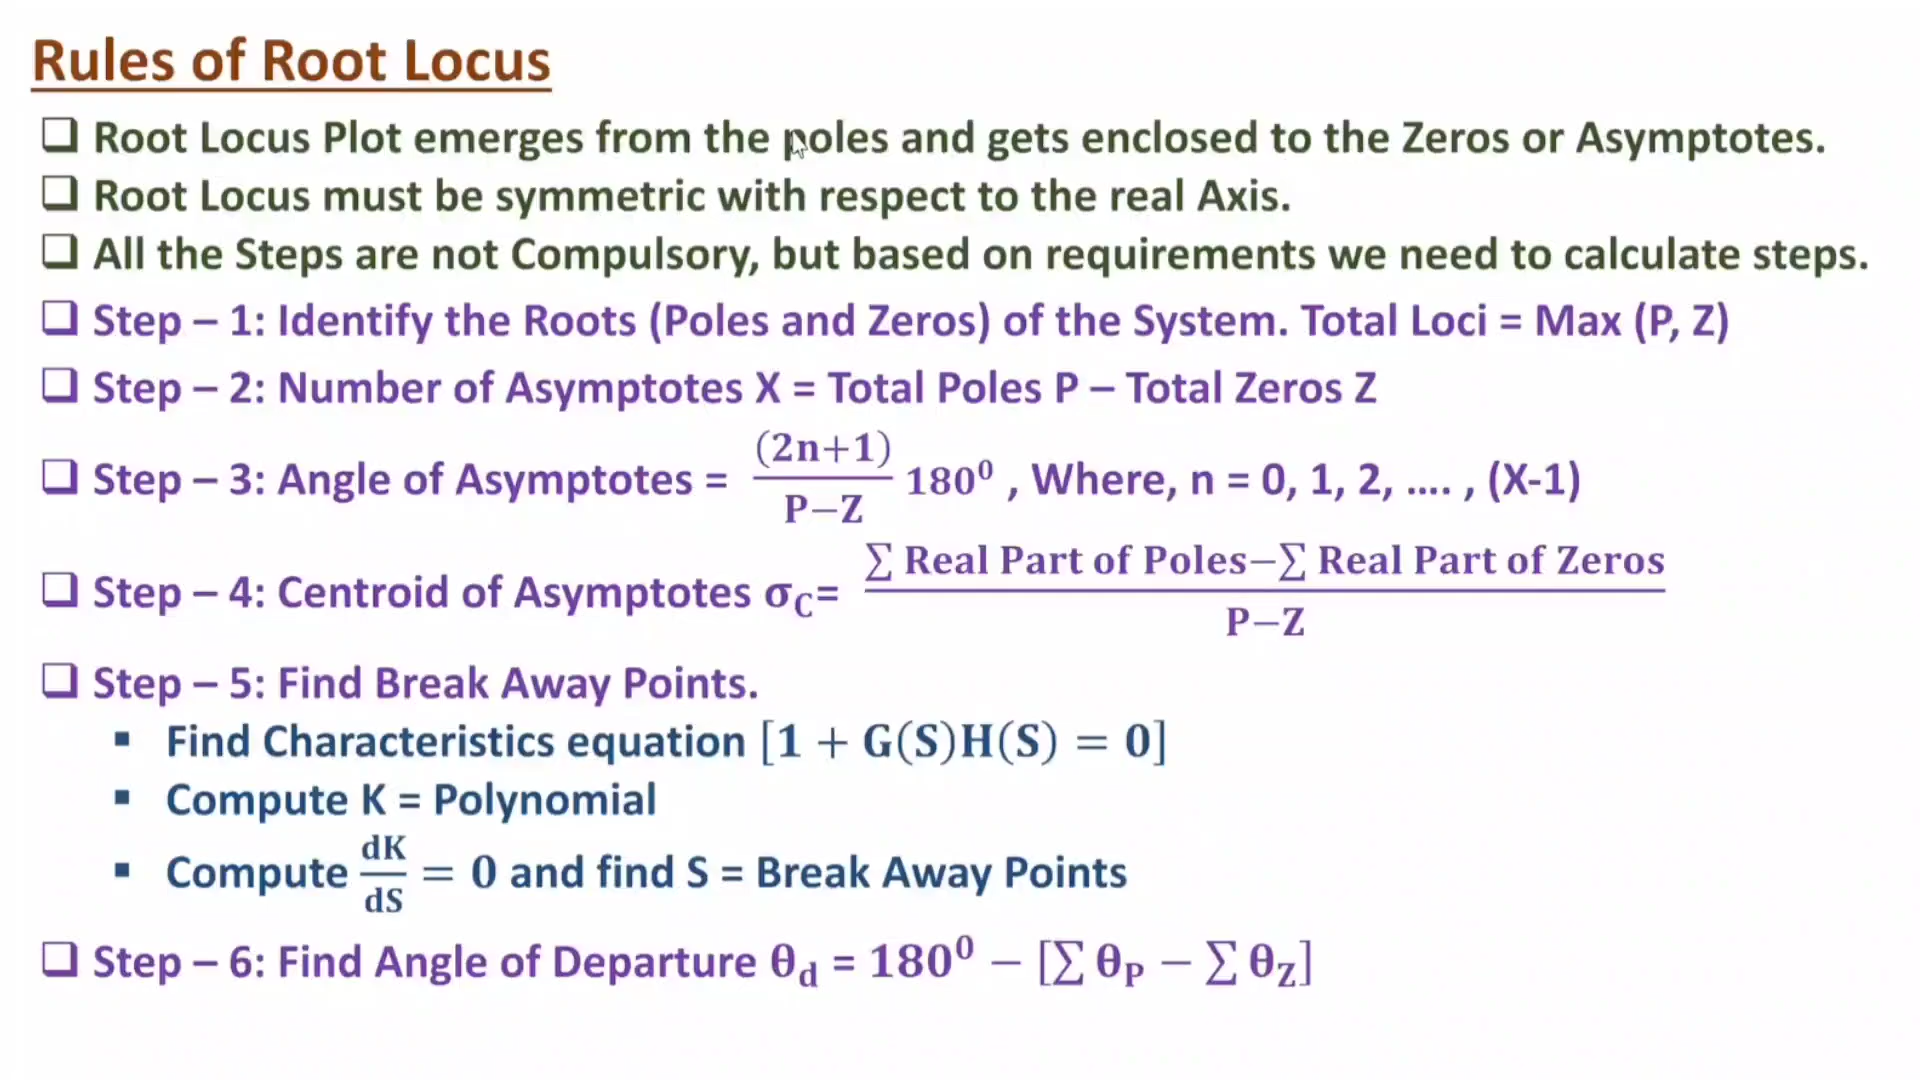 Rules of Root Locus
❑ Root Locus Plot emerges from the poles and gets enclosed to the Zeros or Asymptotes.
❑ Root Locus must be symmetric with respect to the real Axis.
❑ All the Steps are not Compulsory, but based on requirements we need to calculate steps.
❑ Step – 1: Identify the Roots (Poles and Zeros) of the System. Total Loci = Max (P, Z)
❑ Step – 2: Number of Asymptotes X = Total Poles P – Total Zeros Z
❑ Step – 3: Angle of Asymptotes = (2n+1)/(P−Z) 180⁰ , Where, n = 0, 1, 2, .... , (X-1)
❑ Step – 4: Centroid of Asymptotes σ_C= (∑ Real Part of Poles−∑ Real Part of Zeros)/(P−Z)
❑ Step – 5: Find Break Away Points.
▪ Find Characteristics equation [1 + G(S)H(S) = 0]
▪ Compute K = Polynomial
▪ Compute dK/dS = 0 and find S = Break Away Points
❑ Step – 6: Find Angle of Departure θ_d = 180⁰ − [∑ θ_P − ∑ θ_Z]